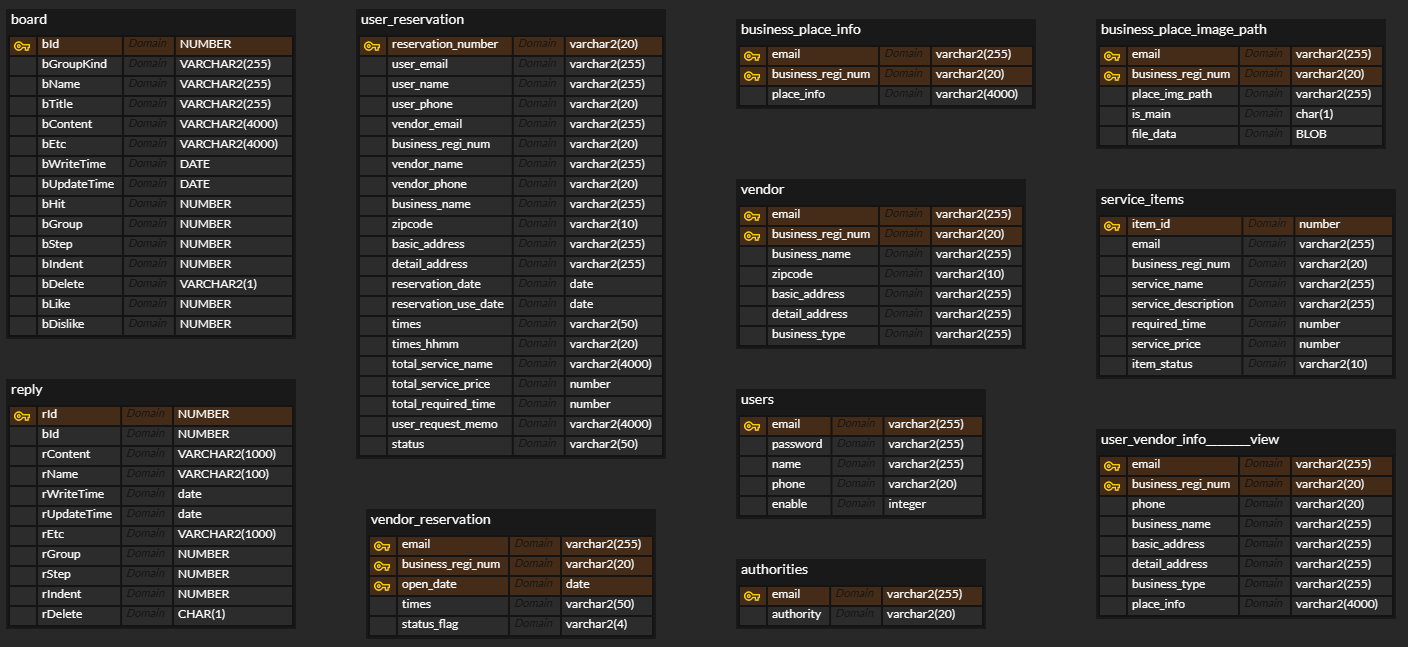 board
bId Domain NUMBER
bGroupKind Domain VARCHAR2(255)
bName Domain VARCHAR2(255)
bTitle Domain VARCHAR2(255)
bContent Domain VARCHAR2(4000)
bEtc Domain VARCHAR2(4000)
bWriteTime Domain DATE
bUpdateTime Domain DATE
bHit Domain NUMBER
bGroup Domain NUMBER
bStep Domain NUMBER
bIndent Domain NUMBER
bDelete Domain VARCHAR2(1)
bLike Domain NUMBER
bDislike Domain NUMBER
reply
rId Domain NUMBER
bId Domain NUMBER
rContent Domain VARCHAR2(1000)
rName Domain VARCHAR2(100)
rWriteTime Domain date
rUpdateTime Domain date
rEtc Domain VARCHAR2(1000)
rGroup Domain NUMBER
rStep Domain NUMBER
rIndent Domain NUMBER
rDelete Domain CHAR(1)
user_reservation
reservation_number Domain varchar2(20)
user_email Domain varchar2(255)
user_name Domain varchar2(255)
user_phone Domain varchar2(20)
vendor_email Domain varchar2(255)
business_regi_num Domain varchar2(20)
vendor_name Domain varchar2(255)
vendor_phone Domain varchar2(20)
business_name Domain varchar2(255)
zipcode Domain varchar2(10)
basic_address Domain varchar2(255)
detail_address Domain varchar2(255)
reservation_date Domain date
reservation_use_date Domain date
times Domain varchar2(50)
times_hhmm Domain varchar2(20)
total_service_name Domain varchar2(4000)
total_service_price Domain number
total_required_time Domain number
user_request_memo Domain varchar2(4000)
status Domain varchar2(50)
vendor_reservation
email Domain varchar2(255)
business_regi_num Domain varchar2(20)
open_date Domain date
times Domain varchar2(50)
status_flag Domain varchar2(4)
business_place_info
email Domain varchar2(255)
business_regi_num Domain varchar2(20)
place_info Domain varchar2(4000)
vendor
email Domain varchar2(255)
business_regi_num Domain varchar2(20)
business_name Domain varchar2(255)
zipcode Domain varchar2(10)
basic_address Domain varchar2(255)
detail_address Domain varchar2(255)
business_type Domain varchar2(255)
users
email Domain varchar2(255)
password Domain varchar2(255)
name Domain varchar2(255)
phone Domain varchar2(20)
enable Domain integer
authorities
email Domain varchar2(255)
authority Domain varchar2(20)
business_place_image_path
email Domain varchar2(255)
business_regi_num Domain varchar2(20)
place_img_path Domain varchar2(255)
is_main Domain char(1)
file_data Domain BLOB
service_items
item_id Domain number
email Domain varchar2(255)
business_regi_num Domain varchar2(20)
service_name Domain varchar2(255)
service_description Domain varchar2(255)
required_time Domain number
service_price Domain number
item_status Domain varchar2(10)
user_vendor_info________view
email Domain varchar2(255)
business_regi_num Domain varchar2(20)
phone Domain varchar2(20)
business_name Domain varchar2(255)
basic_address Domain varchar2(255)
detail_address Domain varchar2(255)
business_type Domain varchar2(255)
place_info Domain varchar2(4000)